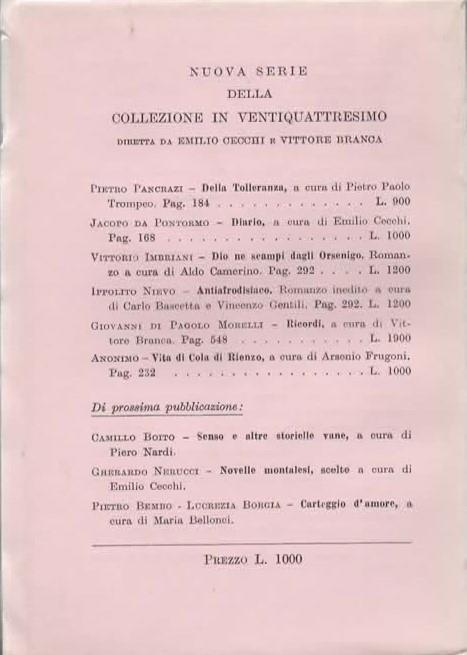 NUOVA SERIE
DELLA
COLLEZIONE IN VENTIQUATTRESIMO
DIRETTA DA EMILIO CECCHI E VITTORE BRANCA
PIETRO PANCRAZI – Della Tolleranza, a cura di Pietro Paolo
Trompeo. Pag. 184 . . . . . . . . . . . . L. 900
JACOPO DA PONTORMO – Diario, a cura di Emilio Cecchi.
Pag. 168 . . . . . . . . . . . . . . . . L. 1000
VITTORIO IMBRIANI – Dio ne scampi dagli Orsenigo. Roman-
zo a cura di Aldo Camerino. Pag. 292 . . . . L. 1200
IPPOLITO NIEVO – Antiafrodisiaco. Romanzo inedito a cura
di Carlo Bascetta e Vincenzo Gentili. Pag. 292. L. 1200
GIOVANNI DI PAGOLO MORELLI – Ricordi, a cura di Vit-
tore Branca. Pag. 548 . . . . . . . . . . L. 1900
ANONIMO – Vita di Cola di Rienzo, a cura di Arsenio Frugoni.
Pag. 232 . . . . . . . . . . . . . . . . L. 1000
Di prossima pubblicazione:
CAMILLO BOITO – Senso e altre storielle vane, a cura di
Piero Nardi.
GHERARDO NERUCCI – Novelle montalesi, scelte a cura di
Emilio Cecchi.
PIETRO BEMBO - LUCREZIA BORGIA – Carteggio d'amore, a
cura di Maria Bellonci.
PREZZO L. 1000